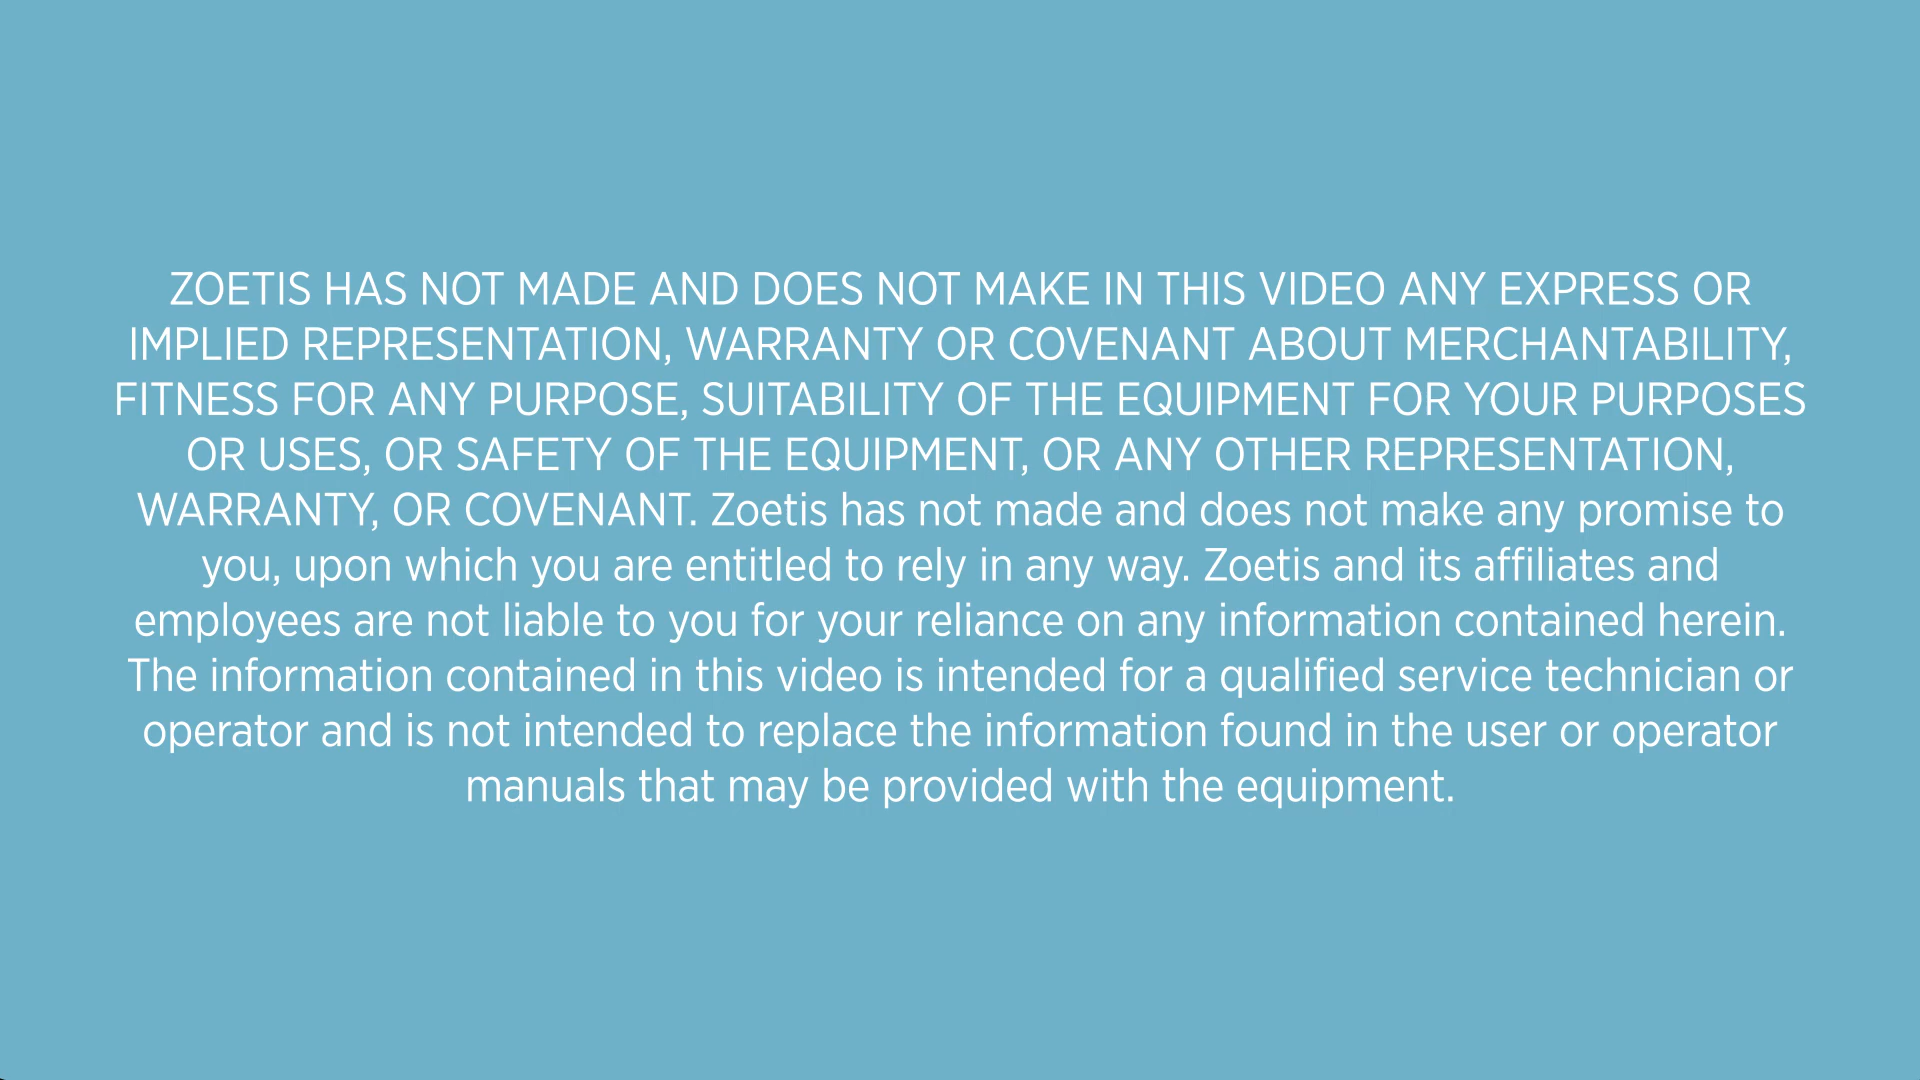 ZOETIS HAS NOT MADE AND DOES NOT MAKE IN THIS VIDEO ANY EXPRESS OR
IMPLIED REPRESENTATION, WARRANTY OR COVENANT ABOUT MERCHANTABILITY,
FITNESS FOR ANY PURPOSE, SUITABILITY OF THE EQUIPMENT FOR YOUR PURPOSES
OR USES, OR SAFETY OF THE EQUIPMENT, OR ANY OTHER REPRESENTATION,
WARRANTY, OR COVENANT. Zoetis has not made and does not make any promise to
you, upon which you are entitled to rely in any way. Zoetis and its affiliates and
employees are not liable to you for your reliance on any information contained herein.
The information contained in this video is intended for a qualified service technician or
operator and is not intended to replace the information found in the user or operator
manuals that may be provided with the equipment.